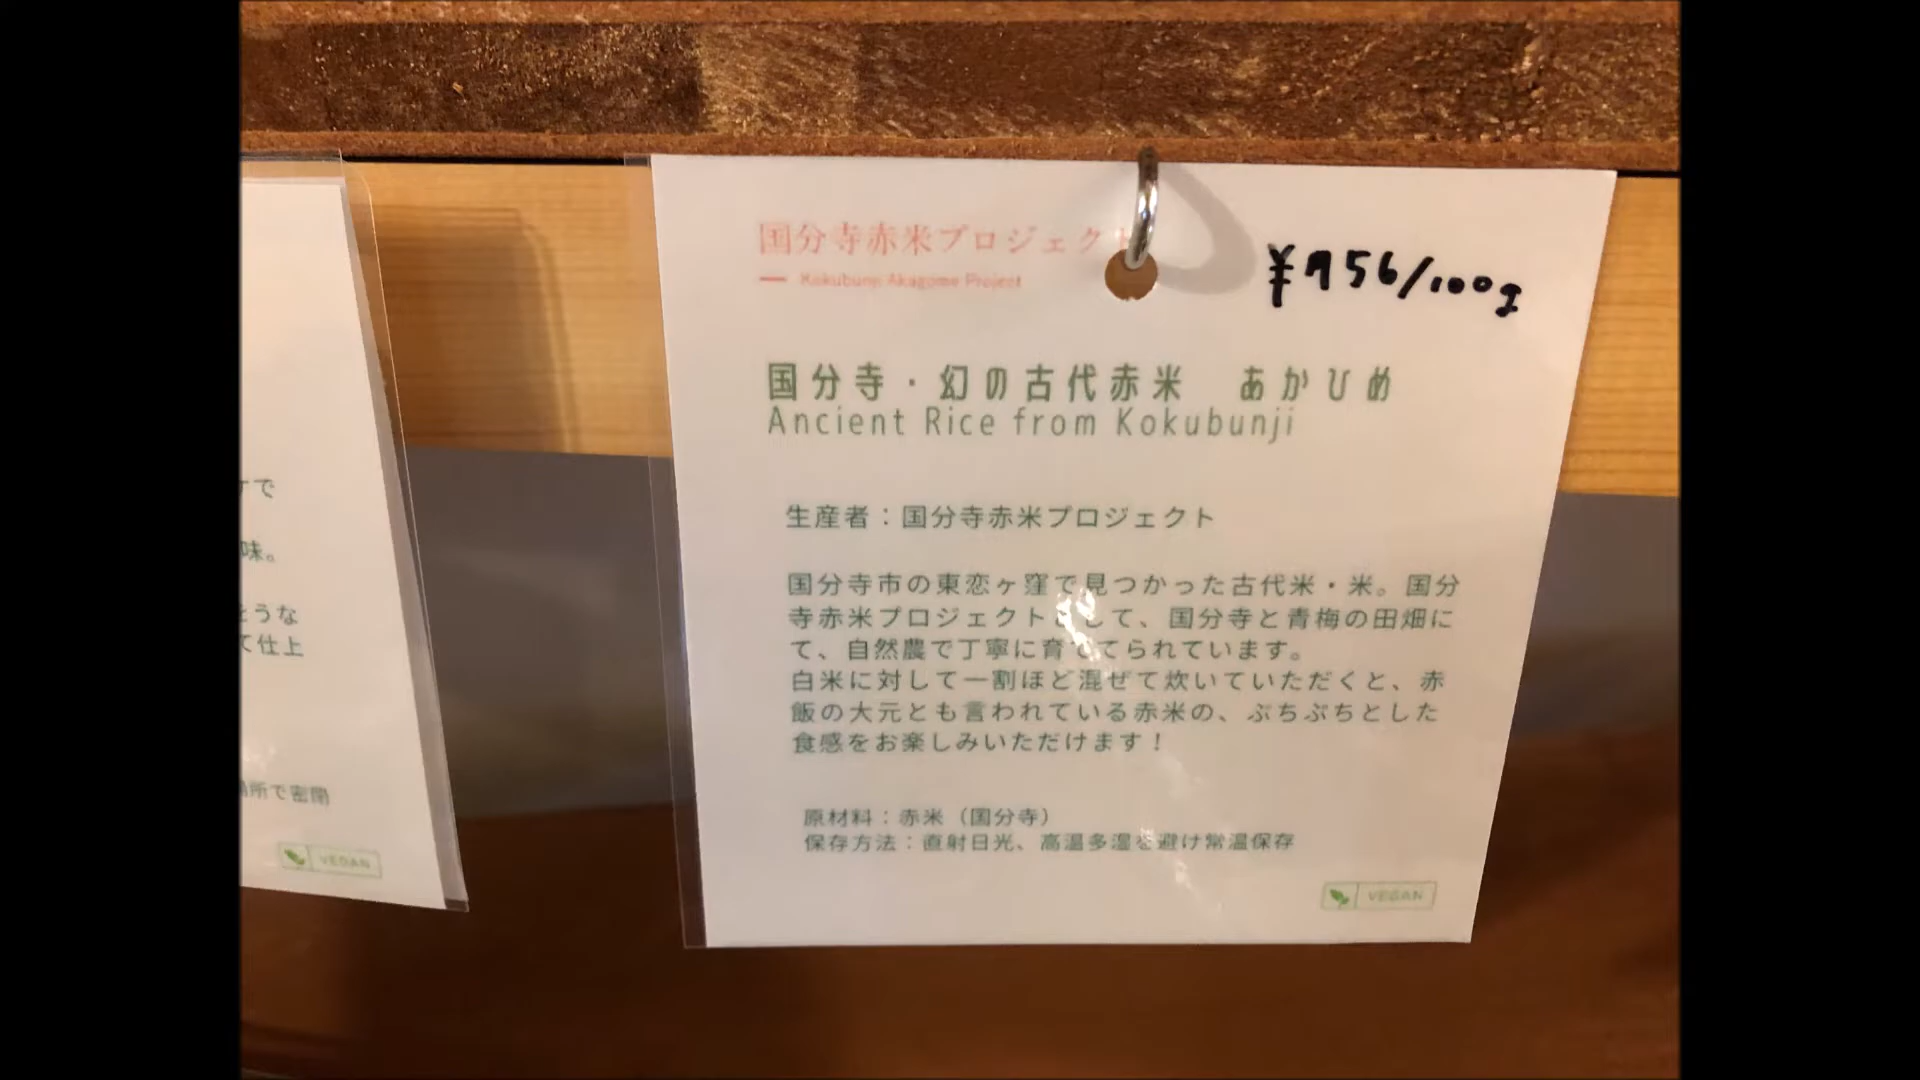 国分寺赤米プロジェクト
Kokubunji Akagome Project
¥756/100g
国分寺・幻の古代赤米 あかひめ
Ancient Rice from Kokubunji
生産者：国分寺赤米プロジェクト
国分寺市の東恋ヶ窪で見つかった古代米・米。国分
寺赤米プロジェクトとして、国分寺と青梅の田畑に
て、自然農で丁寧に育てられています。
白米に対して一割ほど混ぜて炊いていただくと、赤
飯の大元とも言われている赤米の、ぷちぷちとした
食感をお楽しみいただけます！
原材料：赤米（国分寺）
保存方法：直射日光、高温多湿を避け常温保存
VEGAN
で
味。
をうな
て仕上
場所で密閉
VEGAN